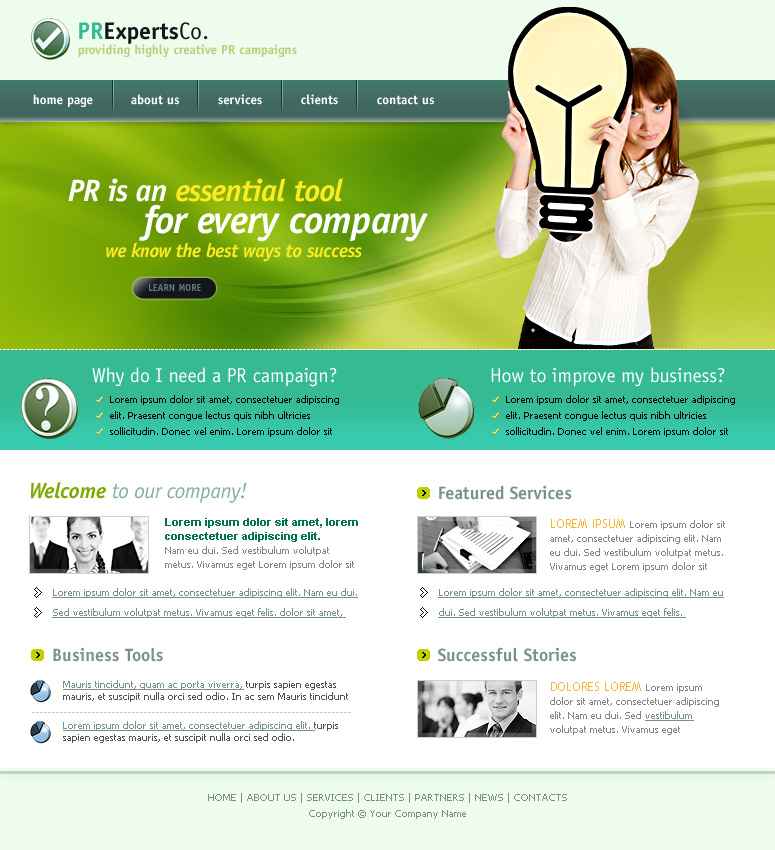 PRExpertsCo.
providing highly creative PR campaigns
home page
about us
services
clients
contact us
PR is an essential tool
for every company
we know the best ways to success
LEARN MORE
Why do I need a PR campaign?
Lorem ipsum dolor sit amet, consectetuer adipiscing
elit. Praesent congue lectus quis nibh ultricies
sollicitudin. Donec vel enim. Lorem ipsum dolor sit
How to improve my business?
Lorem ipsum dolor sit amet, consectetuer adipiscing
elit. Praesent congue lectus quis nibh ultricies
sollicitudin. Donec vel enim. Lorem ipsum dolor sit
Welcome to our company!
Lorem ipsum dolor sit amet, lorem
consectetuer adipiscing elit.
Nam eu dui. Sed vestibulum volutpat
metus. Vivamus eget Lorem ipsum dolor sit
Lorem ipsum dolor sit amet, consectetuer adipiscing elit. Nam eu dui.
Sed vestibulum volutpat metus. Vivamus eget felis. dolor sit amet,
Featured Services
LOREM IPSUM Lorem ipsum dolor sit
amet, consectetuer adipiscing elit. Nam
eu dui. Sed vestibulum volutpat metus.
Vivamus eget Lorem ipsum dolor sit
Lorem ipsum dolor sit amet, consectetuer adipiscing elit. Nam eu
dui. Sed vestibulum volutpat metus. Vivamus eget felis.
Business Tools
Mauris tincidunt, quam ac porta viverra, turpis sapien egestas
mauris, et suscipit nulla orci sed odio. In ac sem Mauris tincidunt
Lorem ipsum dolor sit amet, consectetuer adipiscing elit. turpis
sapien egestas mauris, et suscipit nulla orci sed odio.
Successful Stories
DOLORES LOREM Lorem ipsum
dolor sit amet, consectetuer adipiscing
elit. Nam eu dui. Sed vestibulum
volutpat metus. Vivamus eget
HOME | ABOUT US | SERVICES | CLIENTS | PARTNERS | NEWS | CONTACTS
Copyright © Your Company Name